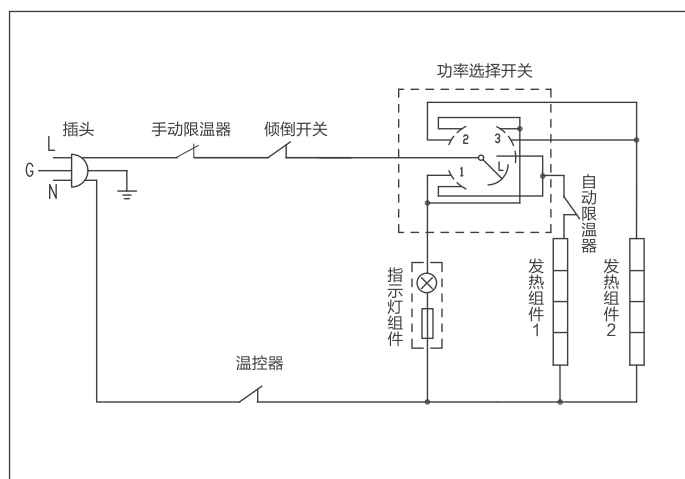 功率选择开关
插头
手动限温器
倾倒开关
L
G
N
2
3
1
L
自动限温器
指示灯组件
发热组件1
发热组件2
温控器